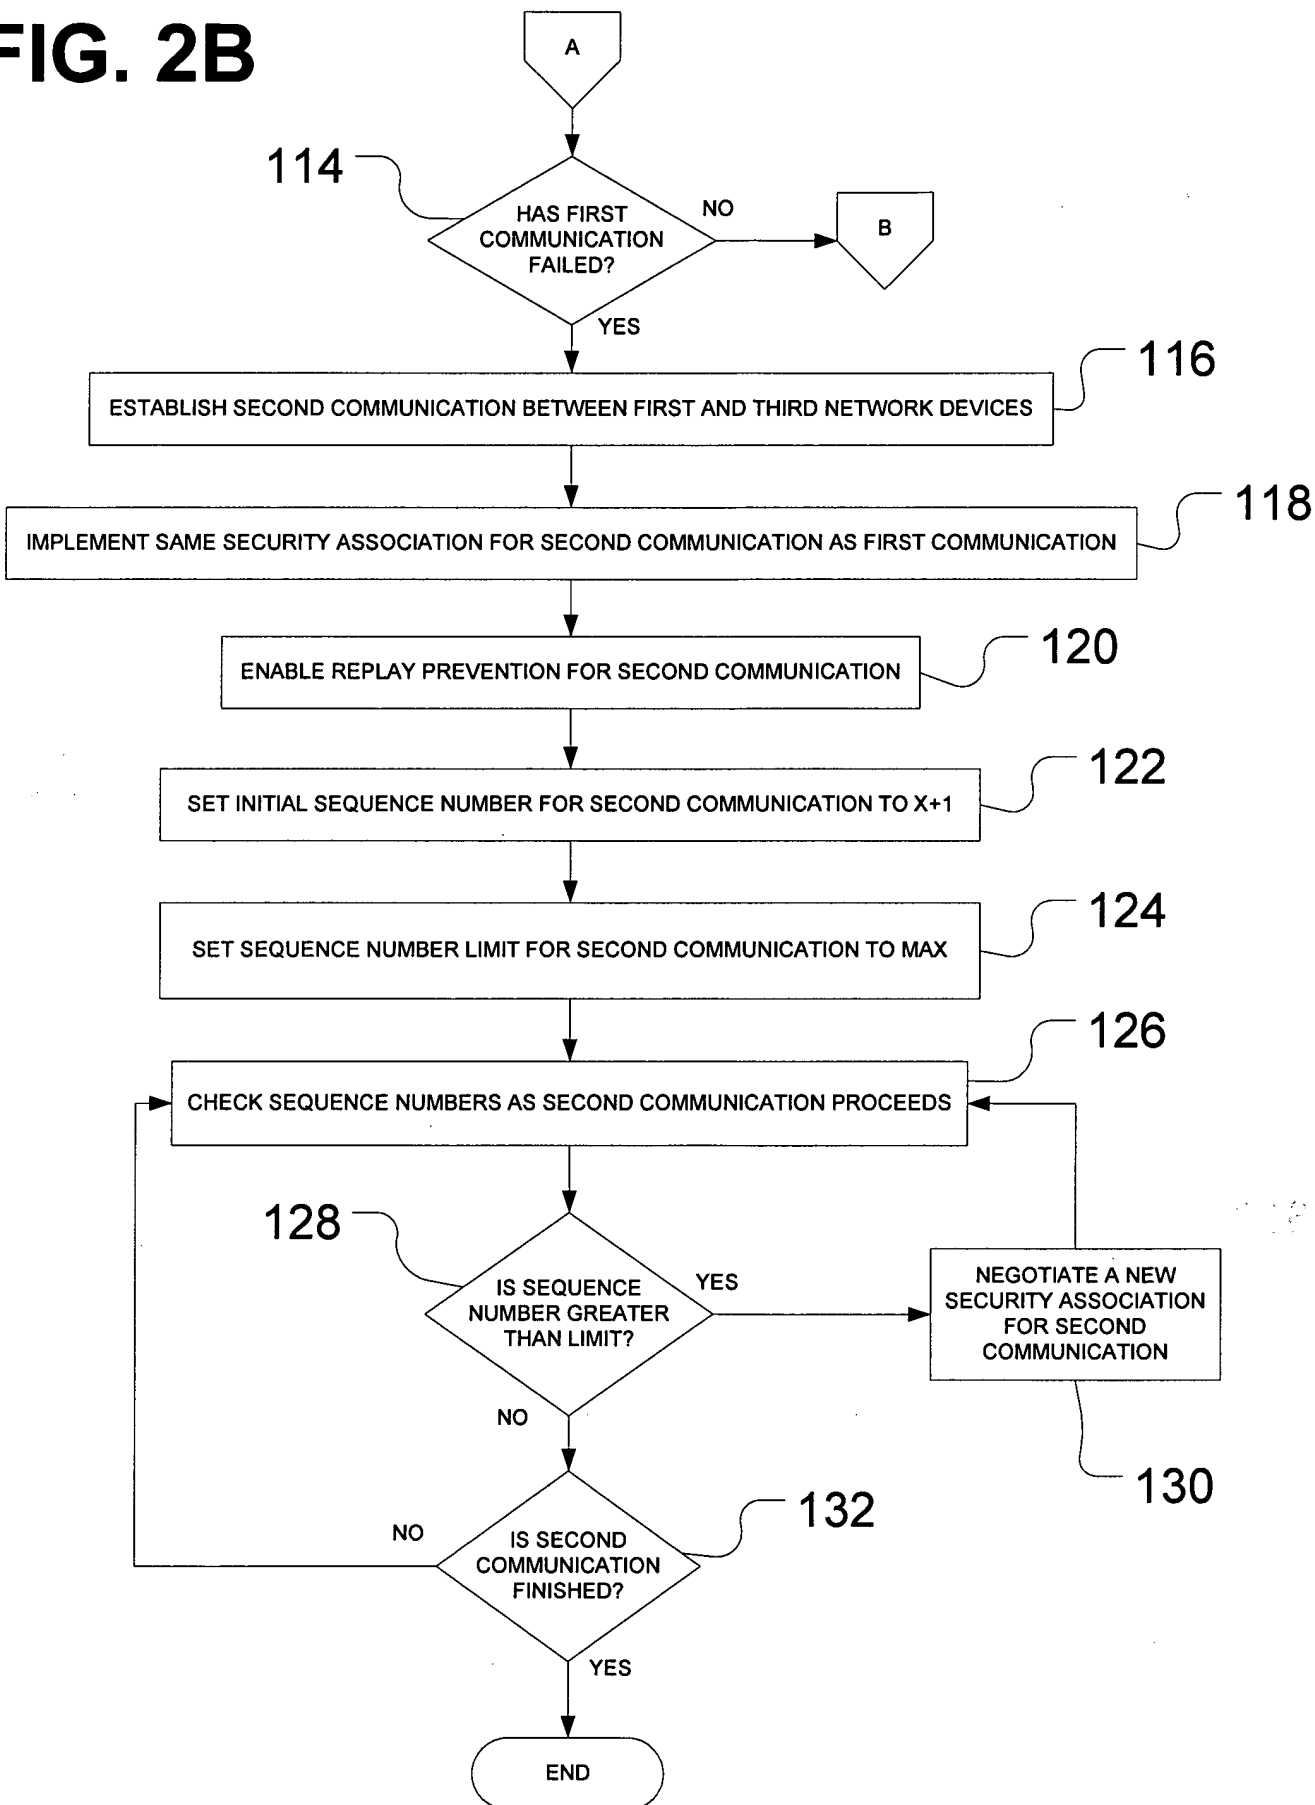 FIG. 2B
A
114
HAS FIRST
COMMUNICATION
FAILED?
NO
B
YES
116
ESTABLISH SECOND COMMUNICATION BETWEEN FIRST AND THIRD NETWORK DEVICES
118
IMPLEMENT SAME SECURITY ASSOCIATION FOR SECOND COMMUNICATION AS FIRST COMMUNICATION
120
ENABLE REPLAY PREVENTION FOR SECOND COMMUNICATION
122
SET INITIAL SEQUENCE NUMBER FOR SECOND COMMUNICATION TO X+1
124
SET SEQUENCE NUMBER LIMIT FOR SECOND COMMUNICATION TO MAX
126
CHECK SEQUENCE NUMBERS AS SECOND COMMUNICATION PROCEEDS
128
IS SEQUENCE
NUMBER GREATER
THAN LIMIT?
YES
NEGOTIATE A NEW
SECURITY ASSOCIATION
FOR SECOND
COMMUNICATION
130
NO
132
IS SECOND
COMMUNICATION
FINISHED?
NO
YES
END